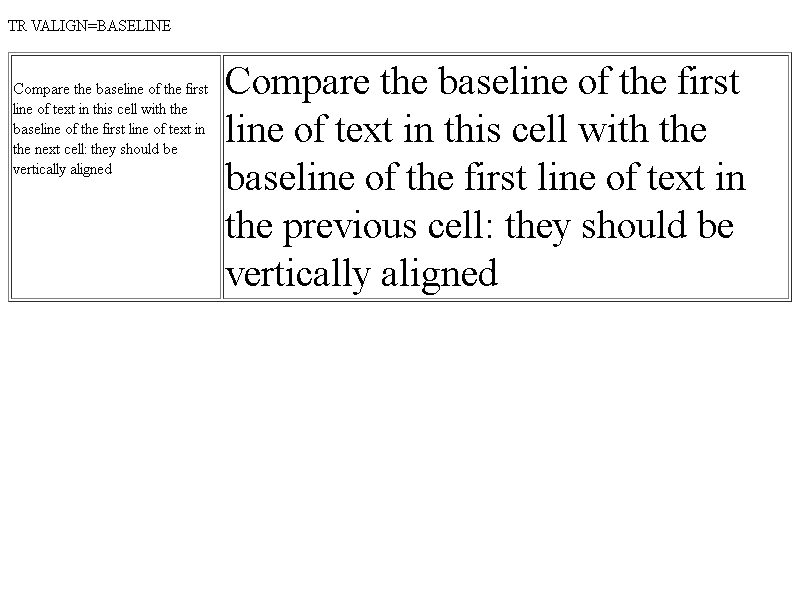 TR VALIGN=BASELINE
Compare the baseline of the first
line of text in this cell with the
baseline of the first line of text in
the next cell: they should be
vertically aligned
Compare the baseline of the first
line of text in this cell with the
baseline of the first line of text in
the previous cell: they should be
vertically aligned